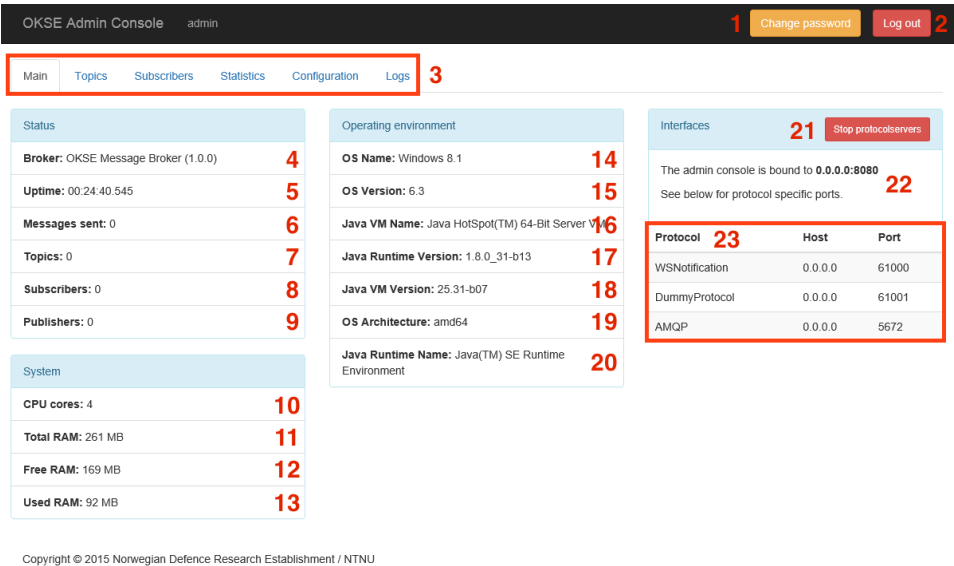 OKSE Admin Console admin 1 Change password Log out 2
Main Topics Subscribers Statistics Configuration Logs 3
Status
Broker: OKSE Message Broker (1.0.0) 4
Uptime: 00:24:40.545 5
Messages sent: 0 6
Topics: 0 7
Subscribers: 0 8
Publishers: 0 9
System
CPU cores: 4 10
Total RAM: 261 MB 11
Free RAM: 169 MB 12
Used RAM: 92 MB 13
Operating environment
OS Name: Windows 8.1 14
OS Version: 6.3 15
Java VM Name: Java HotSpot(TM) 64-Bit Server VM 16
Java Runtime Version: 1.8.0_31-b13 17
Java VM Version: 25.31-b07 18
OS Architecture: amd64 19
Java Runtime Name: Java(TM) SE Runtime
Environment 20
Interfaces 21 Stop protocolservers
The admin console is bound to 0.0.0.0:8080
See below for protocol specific ports. 22
Protocol 23 Host Port
WSNotification 0.0.0.0 61000
DummyProtocol 0.0.0.0 61001
AMQP 0.0.0.0 5672
Copyright © 2015 Norwegian Defence Research Establishment / NTNU